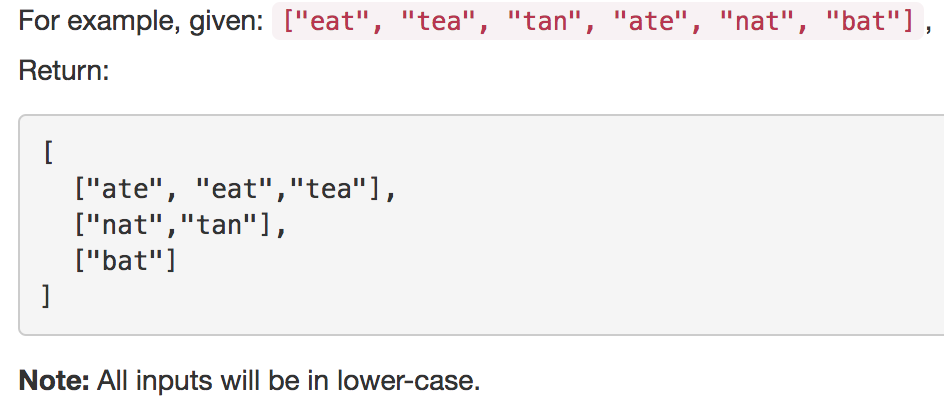 For example, given: ["eat", "tea", "tan", "ate", "nat", "bat"],
Return:
[
["ate", "eat","tea"],
["nat","tan"],
["bat"]
]
Note: All inputs will be in lower-case.